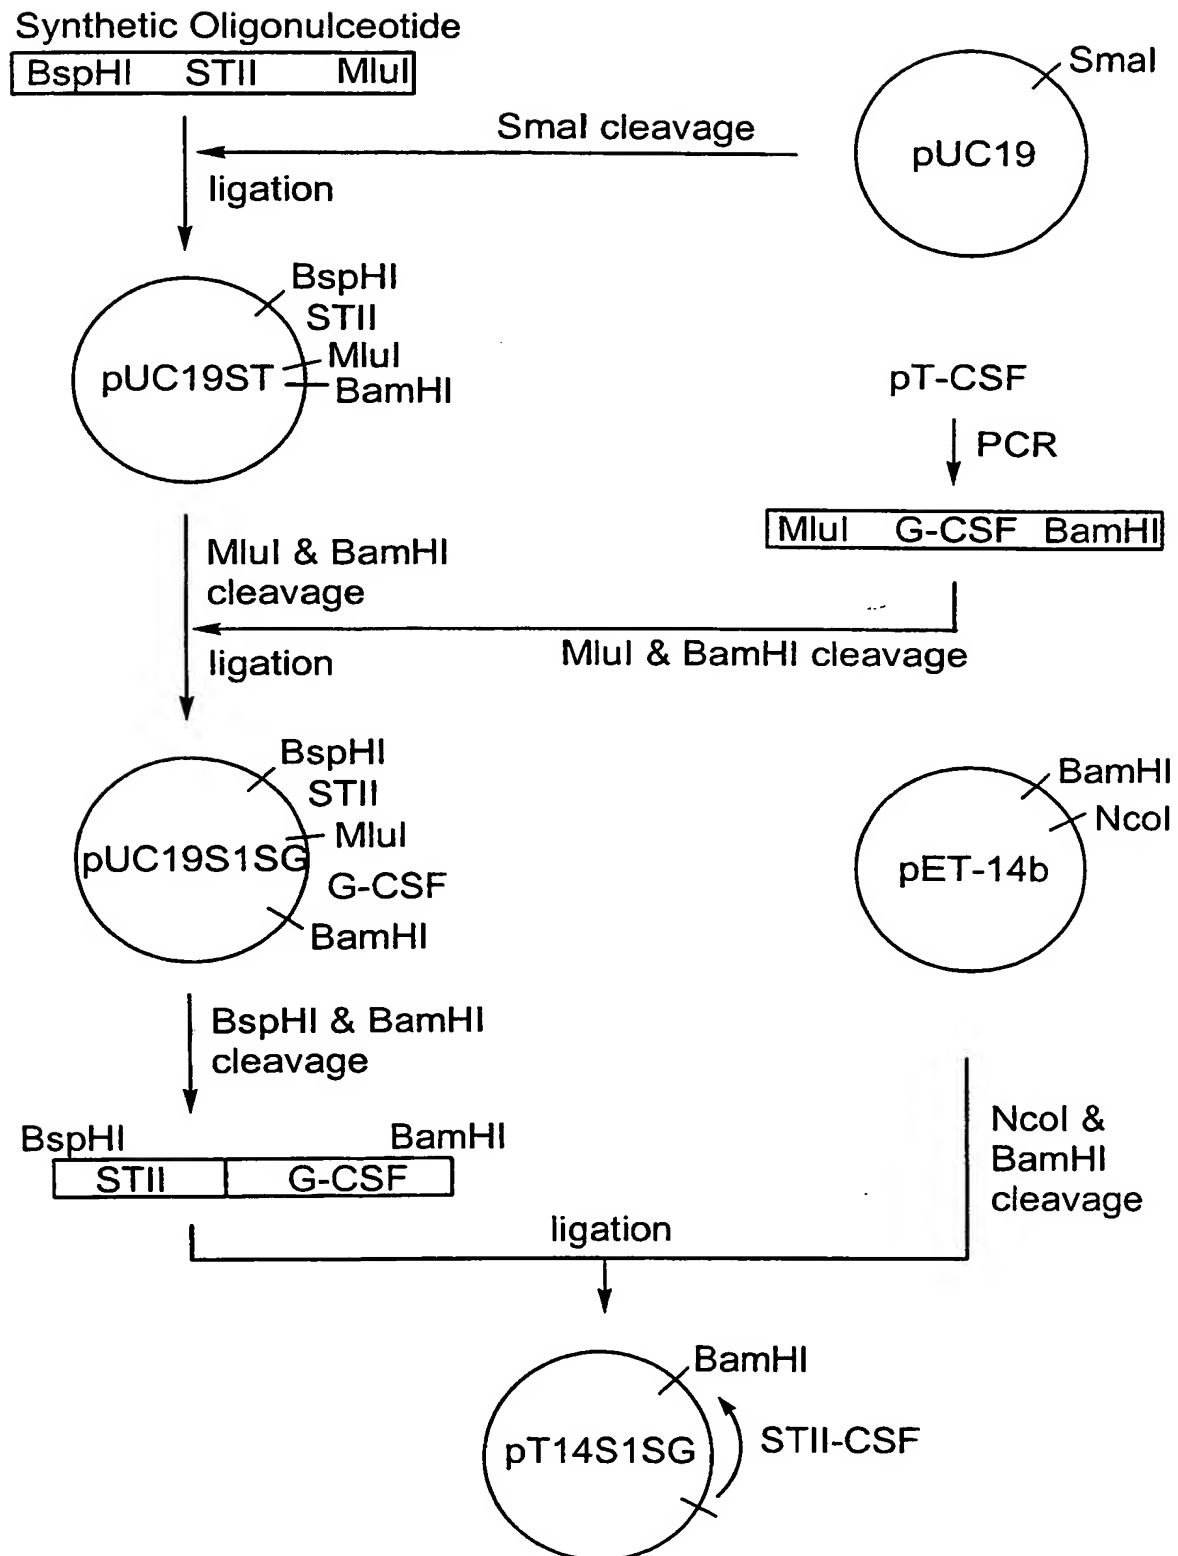 Synthetic Oligonulceotide
BspHI STII MluI
SmaI
SmaI cleavage
pUC19
ligation
BspHI
STII
MluI
pUC19ST
BamHI
pT-CSF
PCR
MluI G-CSF BamHI
MluI & BamHI
cleavage
ligation
MluI & BamHI cleavage
BspHI
STII
MluI
pUC19S1SG
G-CSF
BamHI
BamHI
NcoI
pET-14b
BspHI & BamHI
cleavage
BspHI BamHI
STII G-CSF
NcoI &
BamHI
cleavage
ligation
BamHI
pT14S1SG
STII-CSF